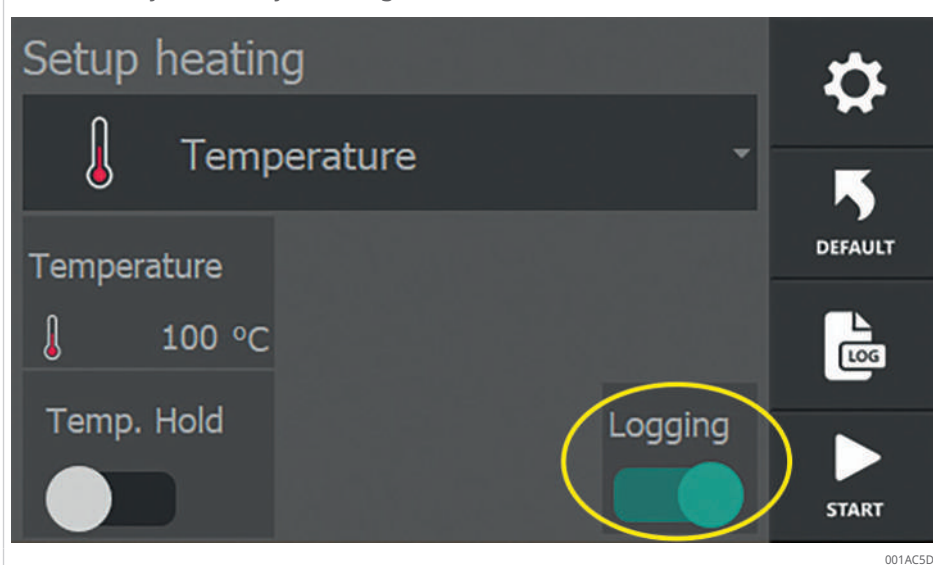 Setup heating
Temperature
Temperature
100 °C
Temp. Hold
Logging
DEFAULT
LOG
START
001AC5D